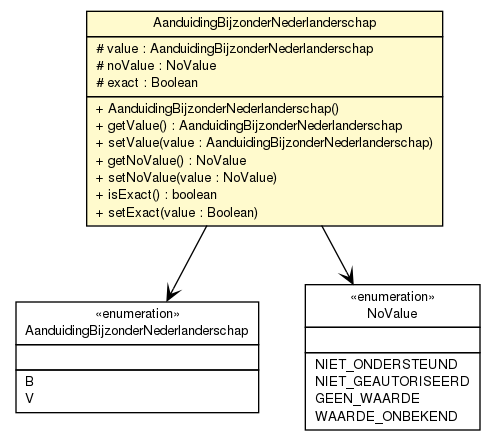 AanduidingBijzonderNederlanderschap
# value : AanduidingBijzonderNederlanderschap
# noValue : NoValue
# exact : Boolean
+ AanduidingBijzonderNederlanderschap()
+ getValue() : AanduidingBijzonderNederlanderschap
+ setValue(value : AanduidingBijzonderNederlanderschap)
+ getNoValue() : NoValue
+ setNoValue(value : NoValue)
+ isExact() : boolean
+ setExact(value : Boolean)
«enumeration»
AanduidingBijzonderNederlanderschap
B
V
«enumeration»
NoValue
NIET_ONDERSTEUND
NIET_GEAUTORISEERD
GEEN_WAARDE
WAARDE_ONBEKEND